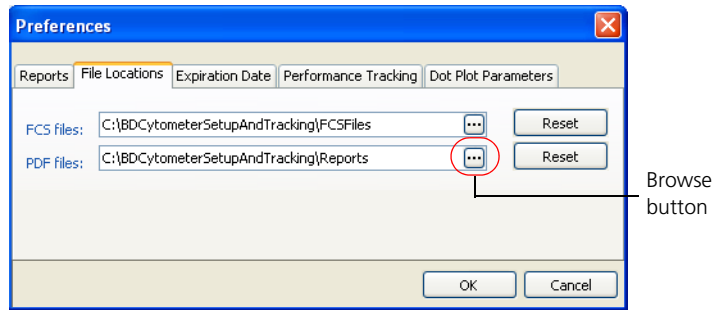 Preferences
Reports File Locations Expiration Date Performance Tracking Dot Plot Parameters
FCS files: C:\BDCytometerSetupAndTracking\FCSFiles ... Reset
PDF files: C:\BDCytometerSetupAndTracking\Reports ... Reset
Browse
button
OK Cancel